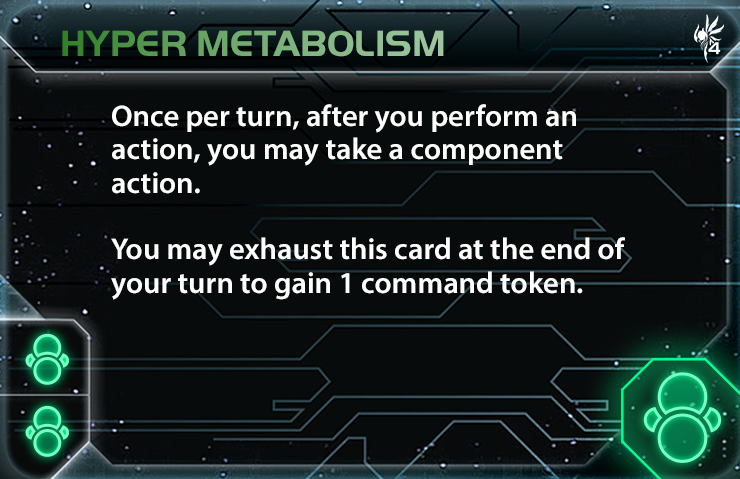 HYPER METABOLISM
4
Once per turn, after you perform an
action, you may take a component
action.
You may exhaust this card at the end of
your turn to gain 1 command token.